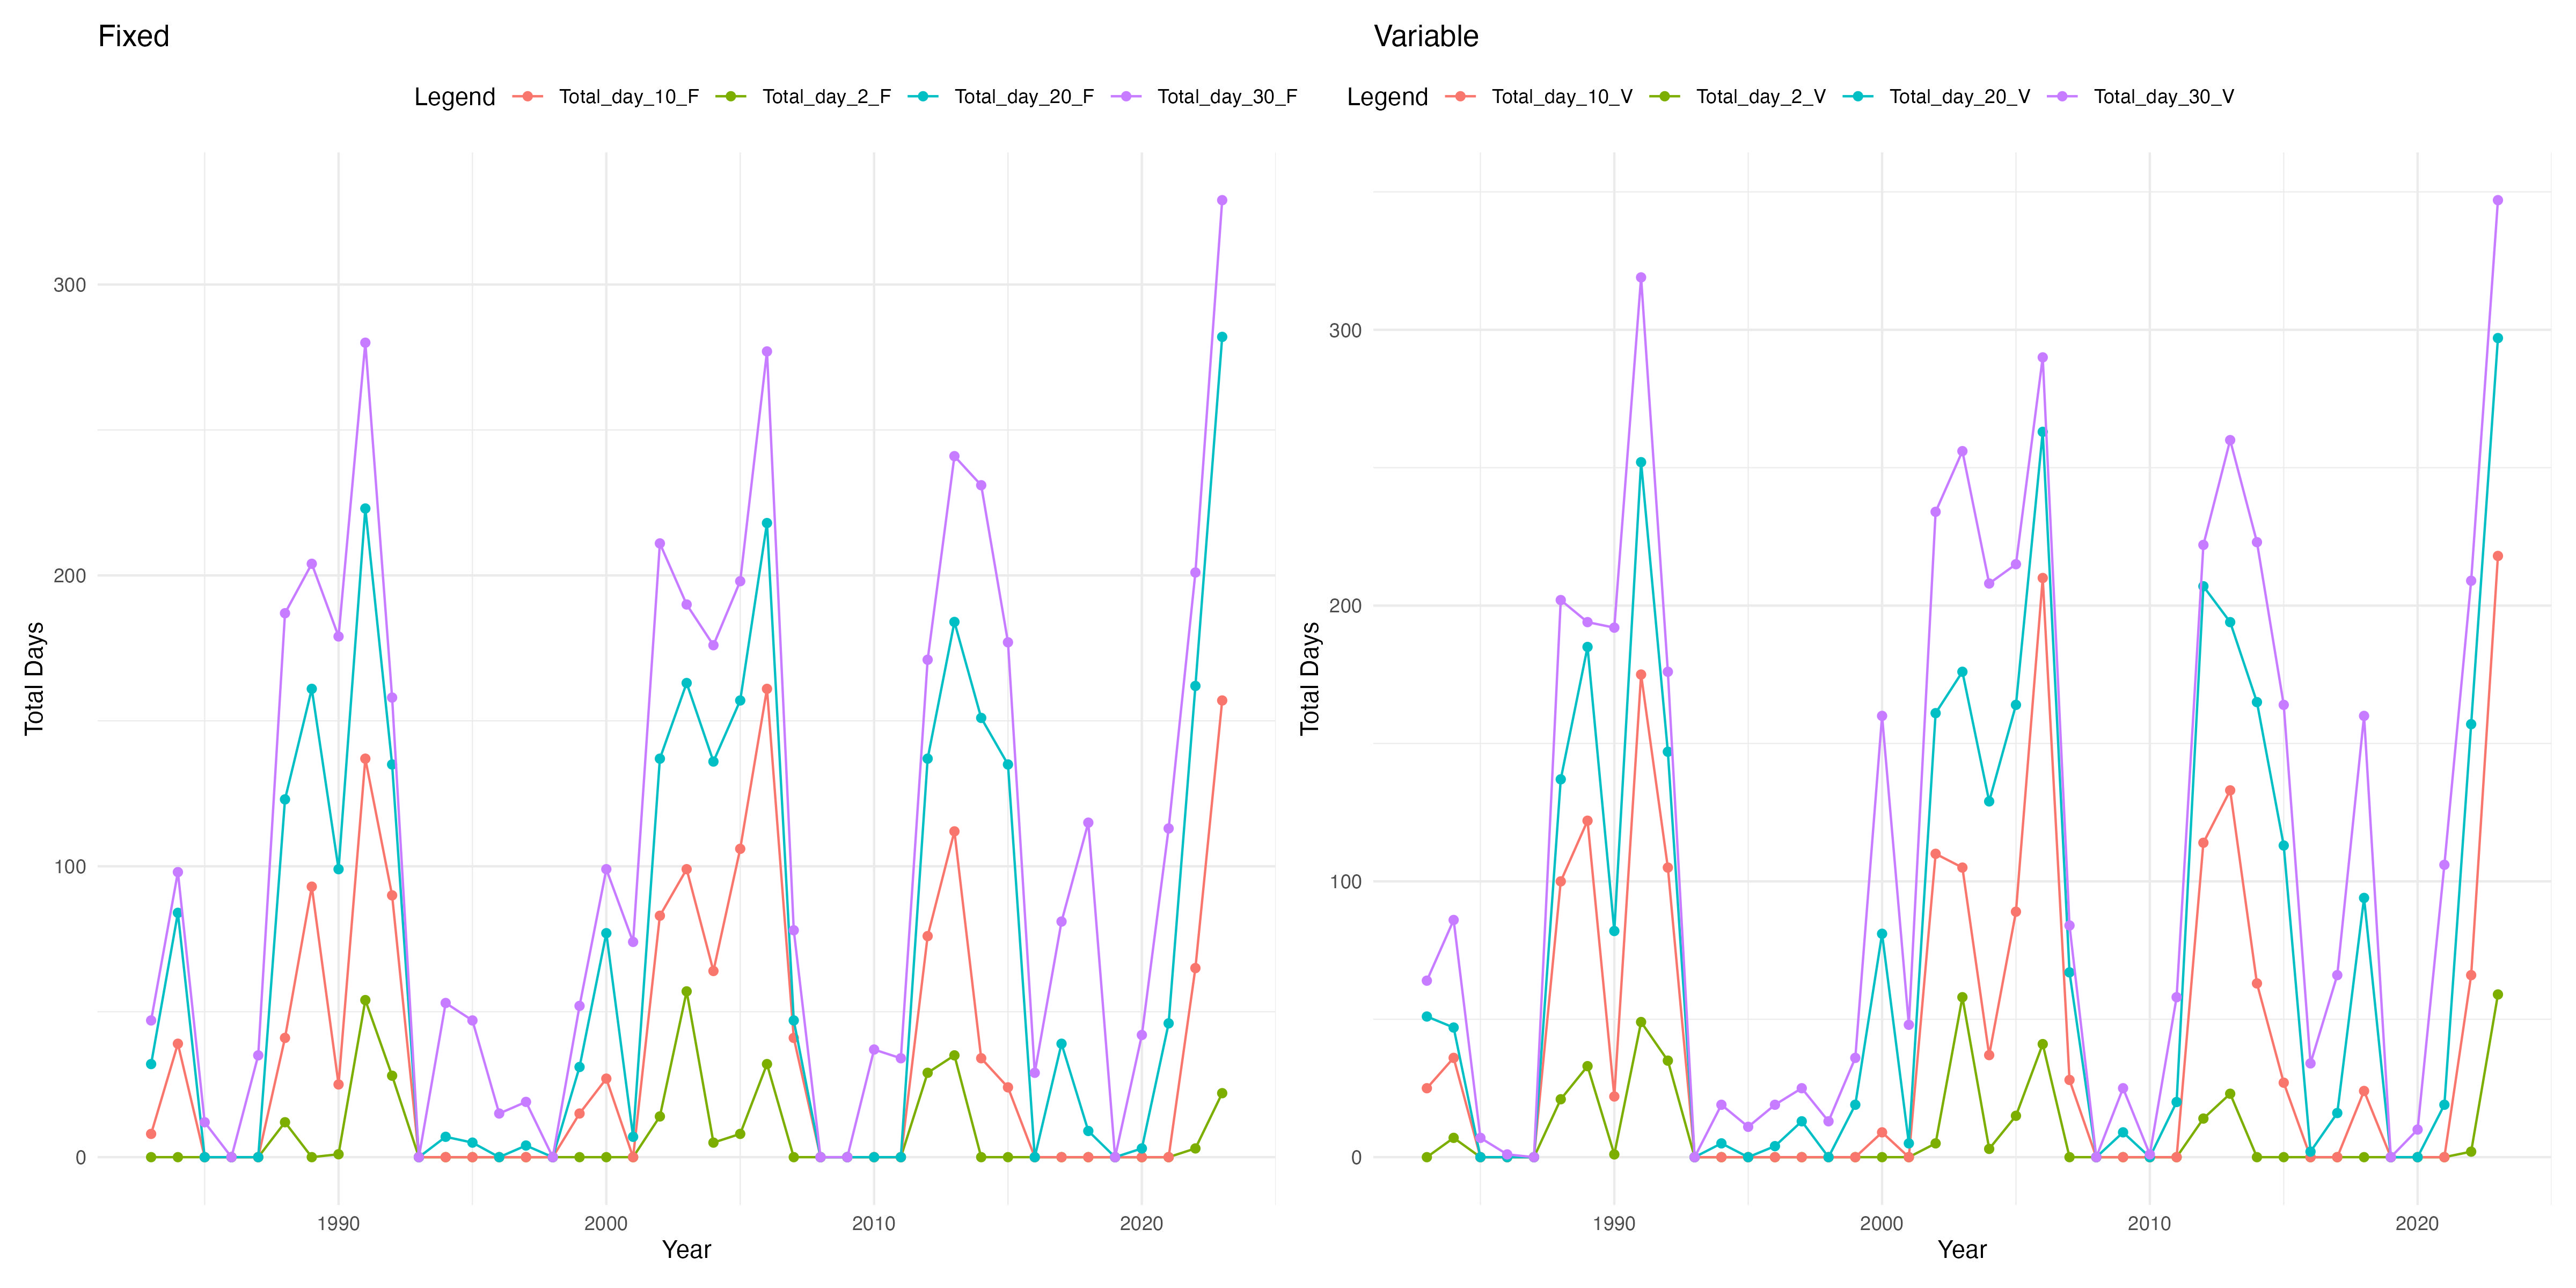 Fixed
Legend Total_day_10_F Total_day_2_F Total_day_20_F Total_day_30_F
Total Days
300
200
100
0
1990 2000 2010 2020
Year
Variable
Legend Total_day_10_V Total_day_2_V Total_day_20_V Total_day_30_V
Total Days
300
200
100
0
1990 2000 2010 2020
Year